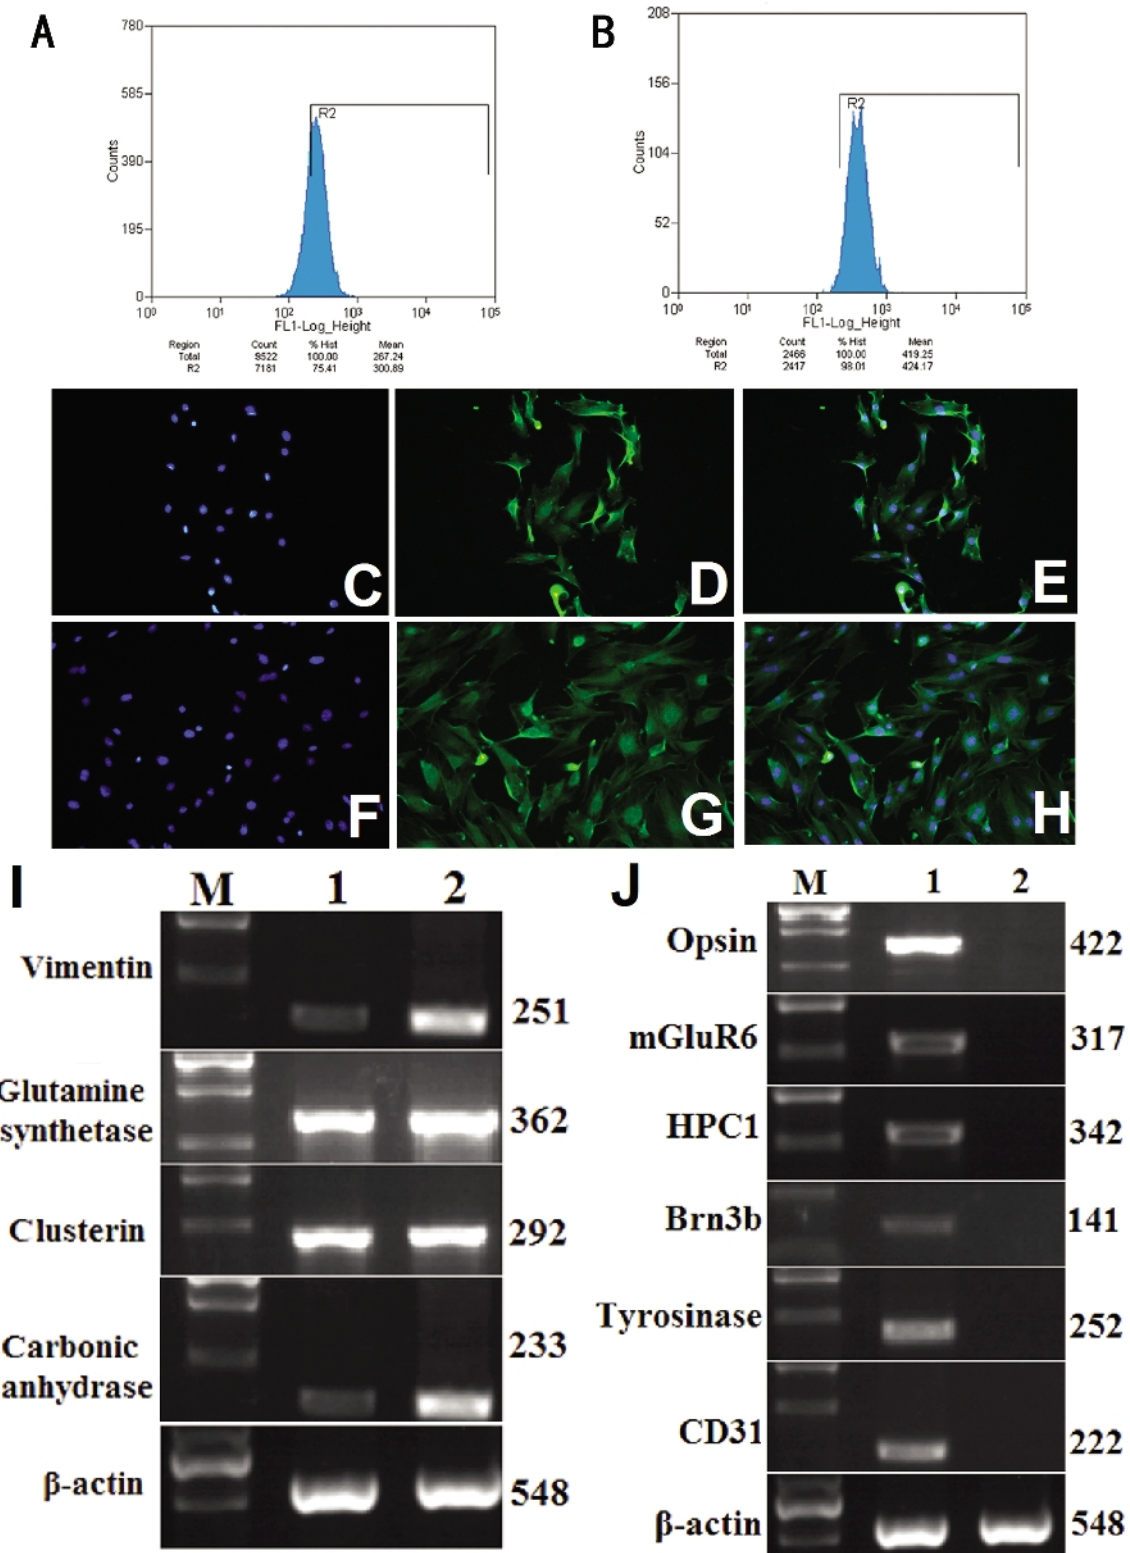 A
780
585
390
195
0
Counts
R2
10⁰ 10¹ 10² 10³ 10⁴ 10⁵
FL1-Log_Height
Region Count % Hist Mean
Total 9522 100.00 267.24
R2 7181 75.41 300.89
B
208
156
104
52
0
Counts
R2
10⁰ 10¹ 10² 10³ 10⁴ 10⁵
FL1-Log_Height
Region Count % Hist Mean
Total 2466 100.00 419.25
R2 2417 98.01 424.17
C
D
E
F
G
H
I
M 1 2
Vimentin 251
Glutamine
synthetase 362
Clusterin 292
Carbonic 233
anhydrase
β-actin 548
J
M 1 2
Opsin 422
mGluR6 317
HPC1 342
Brn3b 141
Tyrosinase 252
CD31 222
β-actin 548